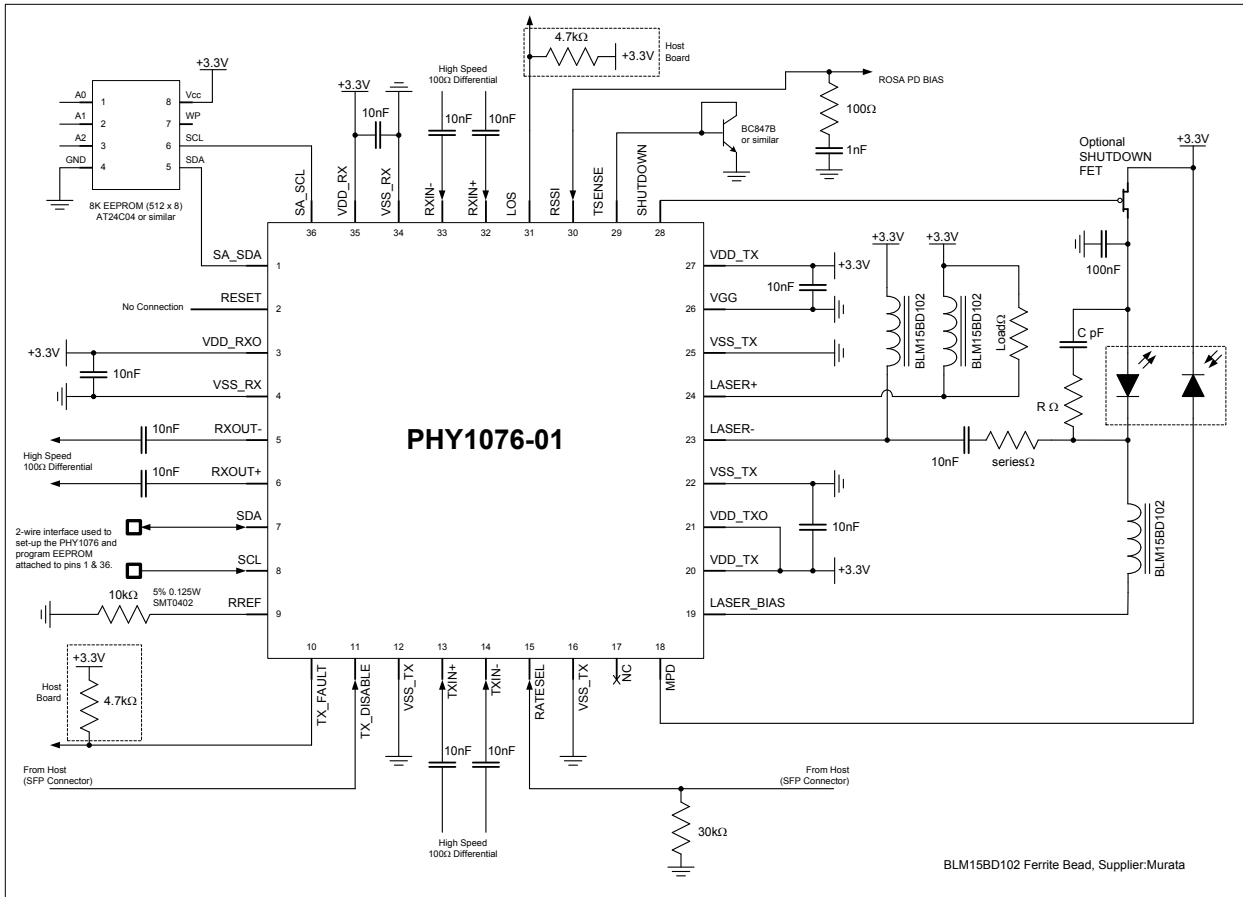 4.7kΩ
+3.3V
Host
Board
+3.3V
A0
A1
A2
GND
1
2
3
4
8
7
6
5
Vcc
WP
SCL
SDA
8K EEPROM (512 x 8)
AT24C04 or similar
+3.3V
10nF
High Speed
100Ω Differential
10nF
10nF
ROSA PD BIAS
100Ω
1nF
BC847B
or similar
Optional
SHUTDOWN
FET
+3.3V
SA_SCL
VDD_RX
VSS_RX
RXIN-
RXIN+
LOS
RSSI
TSENSE
SHUTDOWN
36
35
34
33
32
31
30
29
28
SA_SDA
1
No Connection
RESET
2
+3.3V
VDD_RXO
3
10nF
VSS_RX
4
10nF
RXOUT-
5
High Speed
100Ω Differential
10nF
RXOUT+
6
2-wire interface used to
set-up the PHY1076 and
program EEPROM
attached to pins 1 & 36.
SDA
7
SCL
8
10kΩ
5% 0.125W
SMT0402
RREF
9
PHY1076-01
27
VDD_TX
+3.3V
10nF
26
VGG
25
VSS_TX
24
LASER+
23
LASER-
10nF
seriesΩ
22
VSS_TX
21
VDD_TXO
10nF
20
VDD_TX
+3.3V
19
LASER_BIAS
+3.3V
+3.3V
BLM15BD102
BLM15BD102
LoadΩ
100nF
C pF
R Ω
BLM15BD102
10
11
12
13
14
15
16
17
18
TX_FAULT
TX_DISABLE
VSS_TX
TXIN+
TXIN-
RATESEL
VSS_TX
NC
MPD
+3.3V
Host
Board
4.7kΩ
From Host
(SFP Connector)
10nF
10nF
High Speed
100Ω Differential
From Host
(SFP Connector)
30kΩ
BLM15BD102 Ferrite Bead, Supplier:Murata